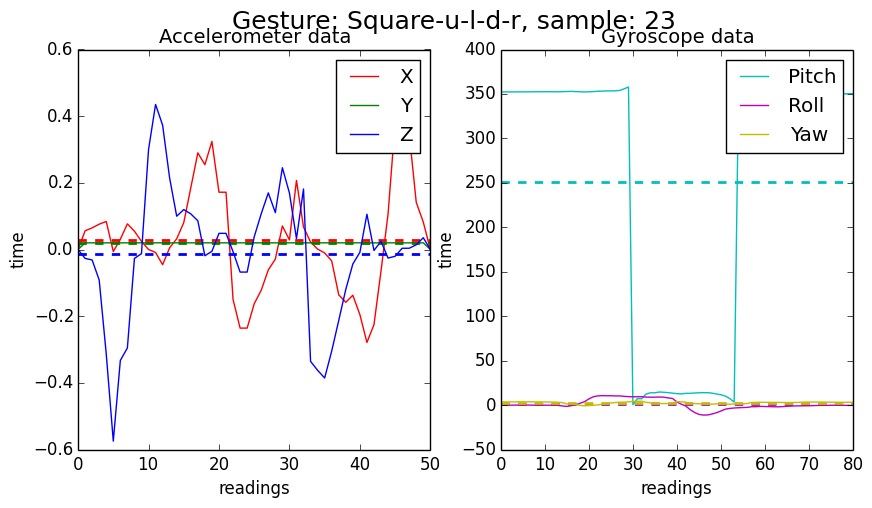 Gesture: Square-u-l-d-r, sample: 23
Accelerometer data
0.6
0.4
0.2
0.0
−0.2
−0.4
−0.6
time
0 10 20 30 40 50
readings
X
Y
Z
Gyroscope data
400
350
300
250
200
150
100
50
0
−50
time
0 10 20 30 40 50 60 70 80
readings
Pitch
Roll
Yaw